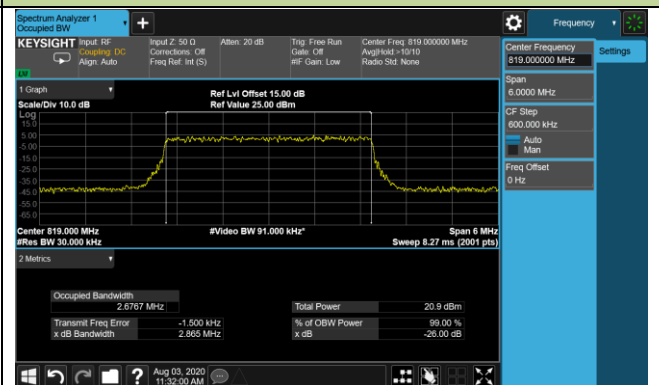 Spectrum Analyzer 1
Occupied BW
Frequency
KEYSIGHT
Input: RF
Coupling: DC
Align: Auto
Input Z: 50 Ω
Corrections: Off
Freq Ref: Int (S)
Atten: 20 dB
Trig: Free Run
Gate: Off
#IF Gain: Low
Center Freq: 819.000000 MHz
Avg|Hold:>10/10
Radio Std: None
Center Frequency
819.000000 MHz
Settings
Span
6.0000 MHz
CF Step
600.000 kHz
Auto
Man
Freq Offset
0 Hz
1 Graph
Scale/Div 10.0 dB
Ref Lvl Offset 15.00 dB
Ref Value 25.00 dBm
Log
15.0
5.00
-5.00
-15.0
-25.0
-35.0
-45.0
-55.0
-65.0
Center 819.000 MHz
#Res BW 30.000 kHz
#Video BW 91.000 kHz*
Span 6 MHz
Sweep 8.27 ms (2001 pts)
2 Metrics
Occupied Bandwidth
2.6767 MHz
Total Power 20.9 dBm
Transmit Freq Error -1.500 kHz
% of OBW Power 99.00 %
x dB Bandwidth 2.865 MHz
x dB -26.00 dB
Aug 03, 2020
11:32:00 AM